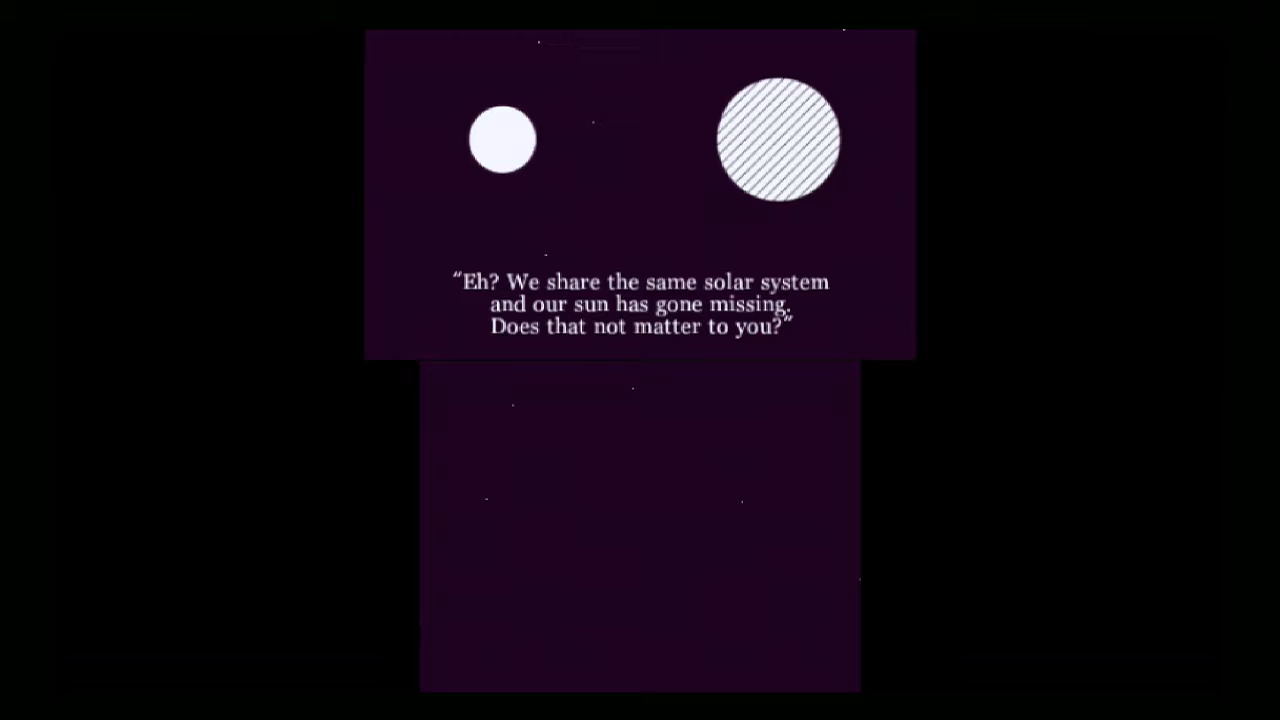 “Eh? We share the same solar system
and our sun has gone missing.
Does that not matter to you?”